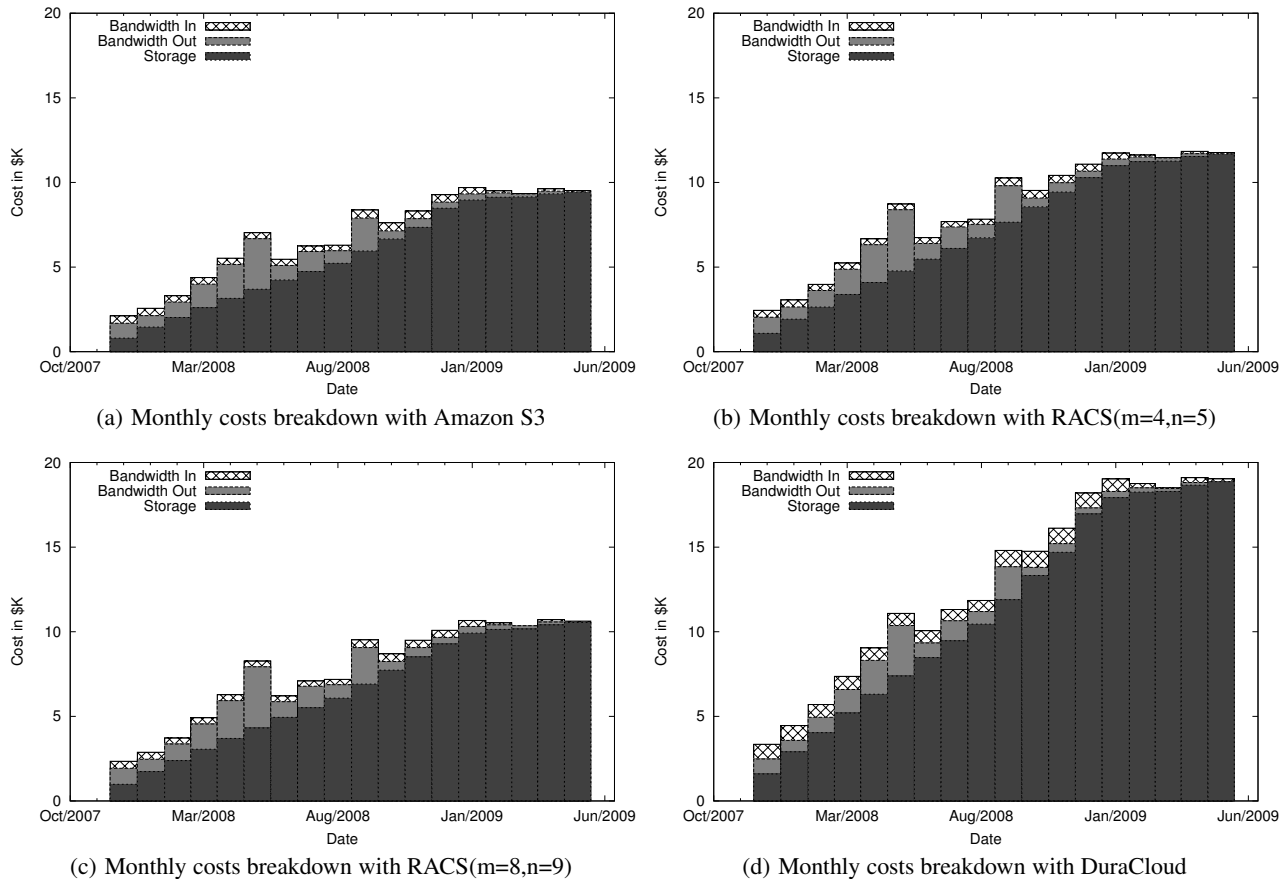 20
15
10
5
0
Cost in $K
Bandwidth In
Bandwidth Out
Storage
Oct/2007 Mar/2008 Aug/2008 Jan/2009 Jun/2009
Date
(a) Monthly costs breakdown with Amazon S3
20
15
10
5
0
Cost in $K
Bandwidth In
Bandwidth Out
Storage
Oct/2007 Mar/2008 Aug/2008 Jan/2009 Jun/2009
Date
(b) Monthly costs breakdown with RACS(m=4,n=5)
20
15
10
5
0
Cost in $K
Bandwidth In
Bandwidth Out
Storage
Oct/2007 Mar/2008 Aug/2008 Jan/2009 Jun/2009
Date
(c) Monthly costs breakdown with RACS(m=8,n=9)
20
15
10
5
0
Cost in $K
Bandwidth In
Bandwidth Out
Storage
Oct/2007 Mar/2008 Aug/2008 Jan/2009 Jun/2009
Date
(d) Monthly costs breakdown with DuraCloud